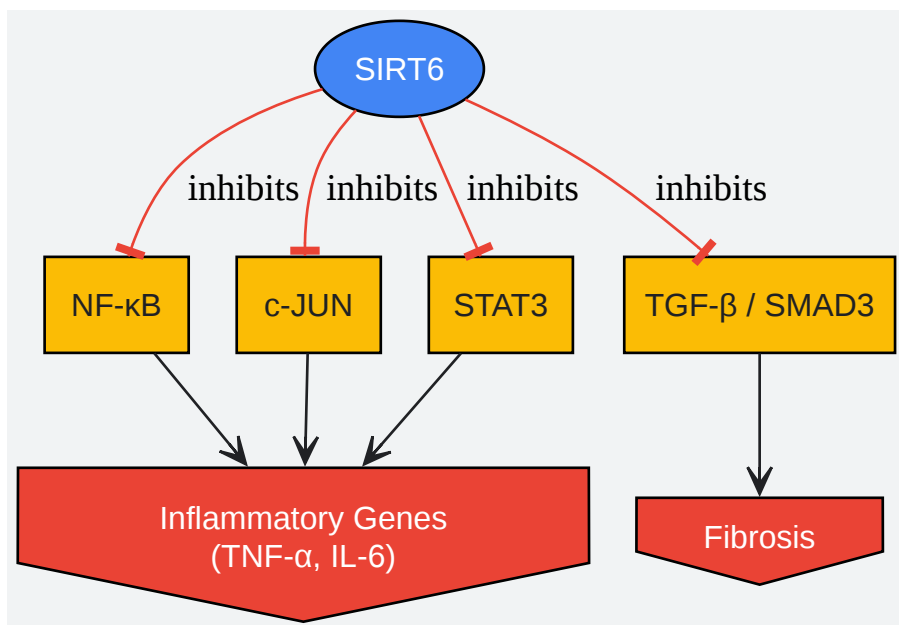 SIRT6
inhibits
inhibits
inhibits
inhibits
NF-κB
c-JUN
STAT3
TGF-β / SMAD3
Inflammatory Genes
(TNF-α, IL-6)
Fibrosis